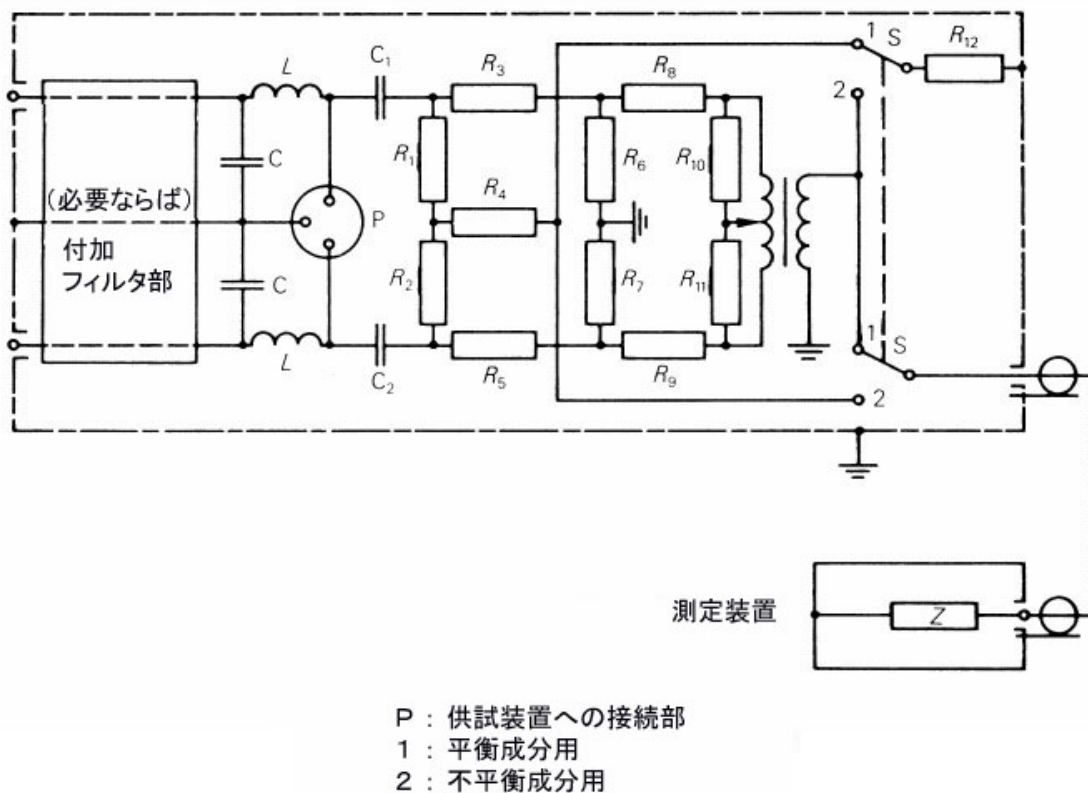 1 S R12
L C1 R3 R8
2
R1 R6 R10
C R4
(必要ならば)
P
付加
フィルタ部
C R2 R7 R11
1 S
L C2 R5 R9
2
測定装置 Z
P : 供試装置への接続部
1 : 平衡成分用
2 : 不平衡成分用